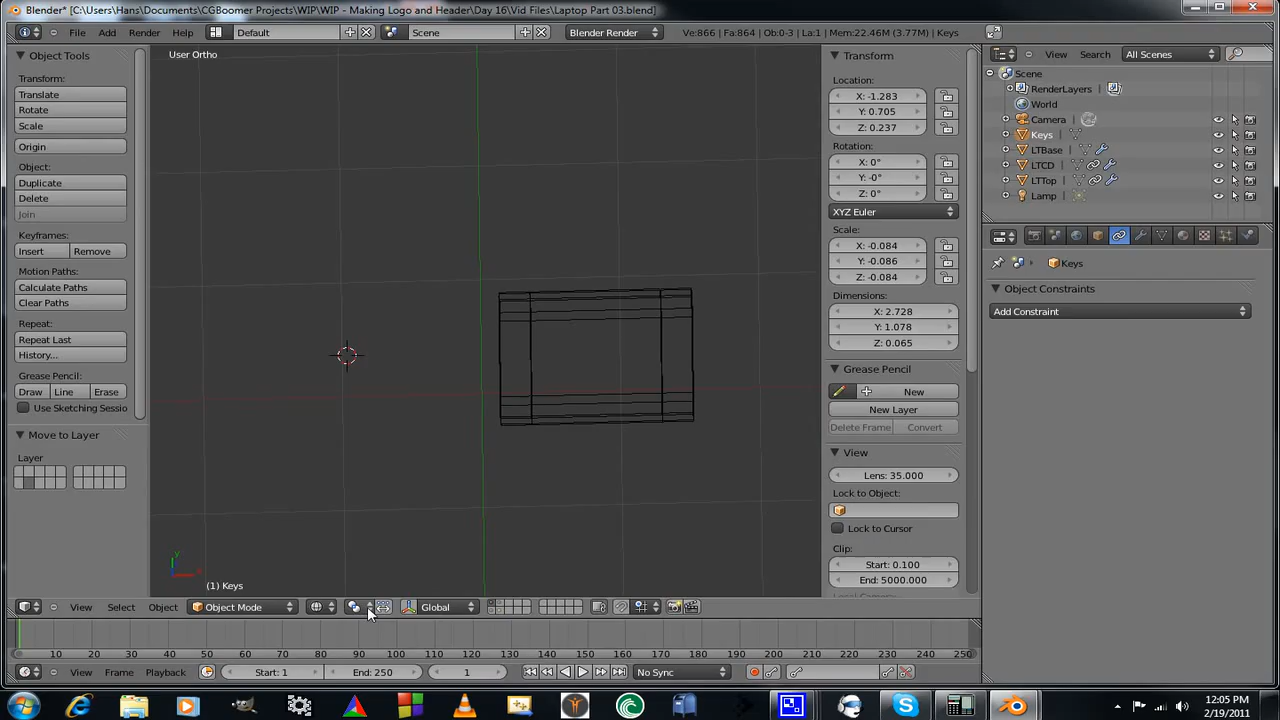 Blender* [C:\Users\Hans\Documents\CGBoomer Projects\WIP\WIP - Making Logo and Header\Day 16\Vid Files\Laptop Part 03.blend]
File Add Render Help Default Scene Blender Render Ve:866 | Fa:864 | Ob:0-3 | La:1 | Mem:22.46M (3.77M) | Keys
View Search All Scenes
Object Tools
Transform:
Translate
Rotate
Scale
Origin
Object:
Duplicate
Delete
Join
Keyframes:
Insert Remove
Motion Paths:
Calculate Paths
Clear Paths
Repeat:
Repeat Last
History...
Grease Pencil:
Draw Line Erase
Use Sketching Sessio
Move to Layer
Layer
User Ortho
y
x
(1) Keys
Transform
Location:
X: -1.283
Y: 0.705
Z: 0.237
Rotation:
X: 0°
Y: -0°
Z: 0°
XYZ Euler
Scale:
X: -0.084
Y: -0.086
Z: -0.084
Dimensions:
X: 2.728
Y: 1.078
Z: 0.065
Grease Pencil
New
New Layer
Delete Frame Convert
View
Lens: 35.000
Lock to Object:
Lock to Cursor
Clip:
Start: 0.100
End: 5000.000
Scene
RenderLayers
World
Camera
Keys
LTBase
LTCD
LTTop
Lamp
Keys
Object Constraints
Add Constraint
View Select Object Object Mode Global
0 10 20 30 40 50 60 70 80 90 100 110 120 130 140 150 160 170 180 190 200 210 220 230 240 250
View Frame Playback Start: 1 End: 250 1 No Sync
12:05 PM
2/19/2011